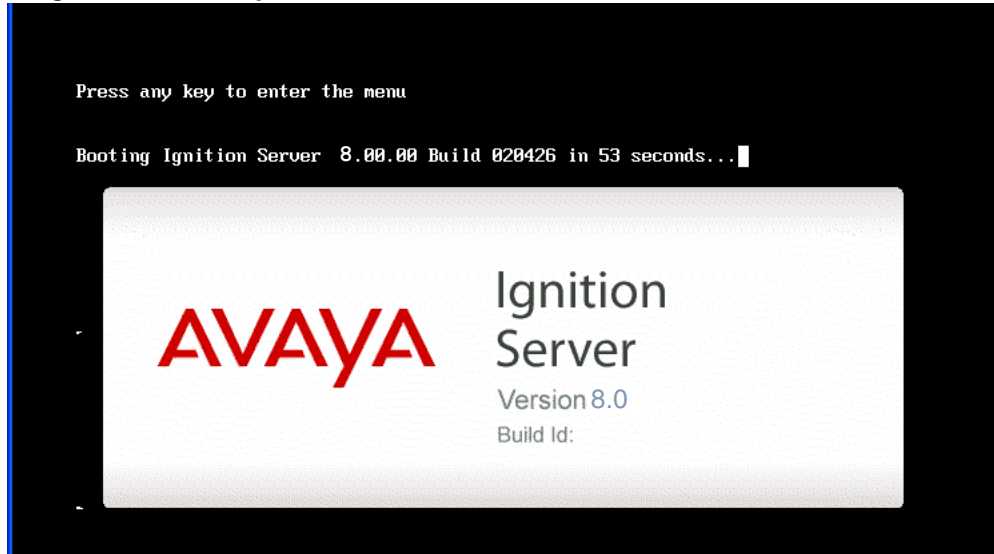 Press any key to enter the menu
Booting Ignition Server 8.00.00 Build 020426 in 53 seconds...
AVAYA
Ignition
Server
Version 8.0
Build Id: